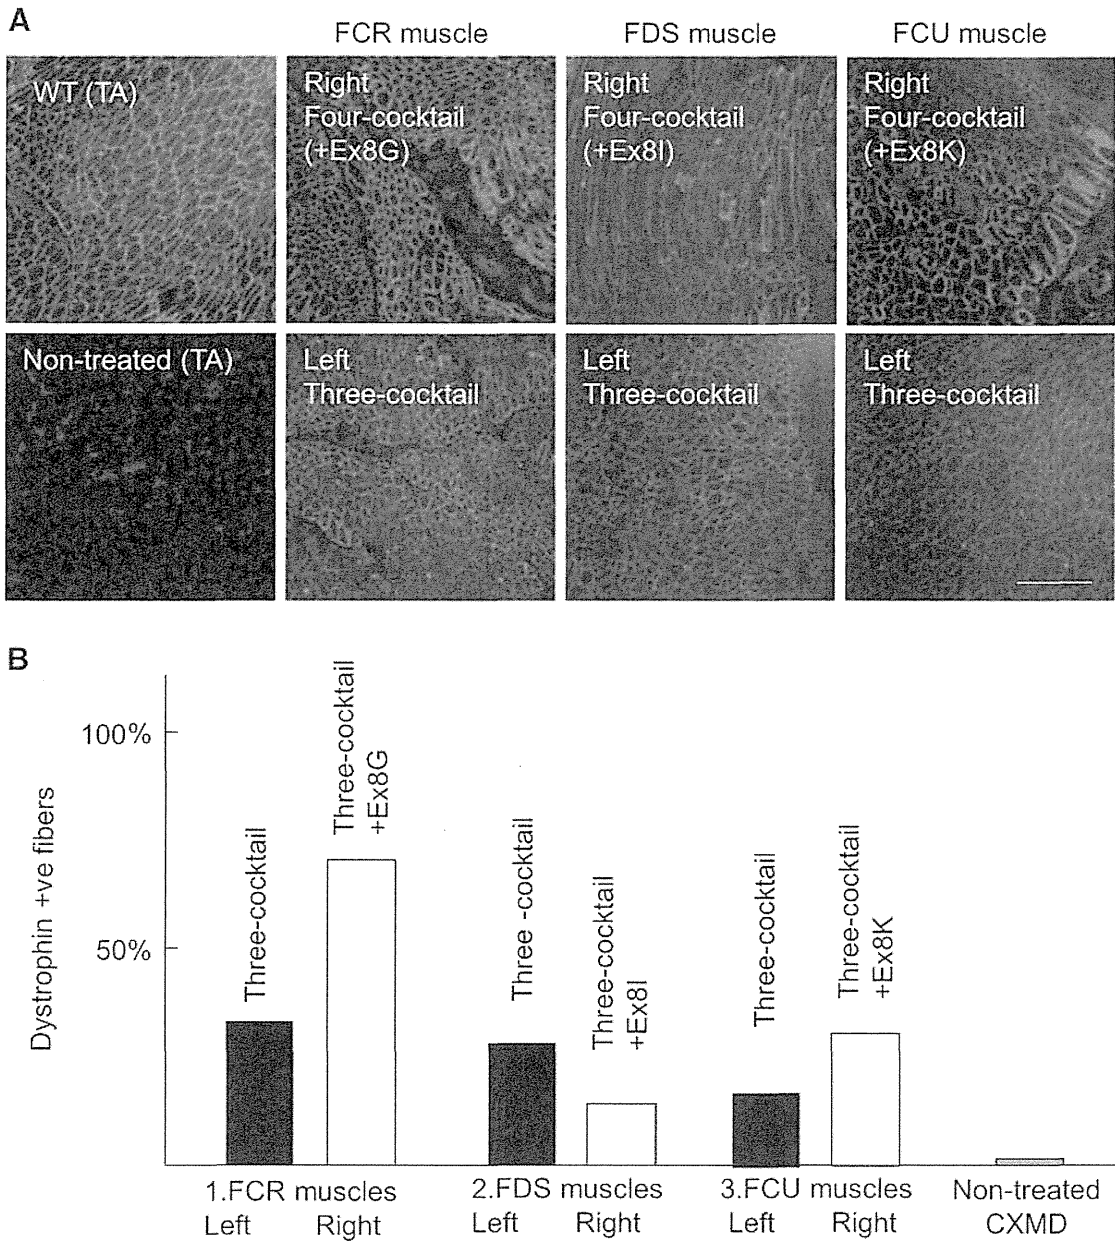 A
FCR muscle
FDS muscle
FCU muscle
WT (TA)
Right
Four-cocktail
(+Ex8G)
Right
Four-cocktail
(+Ex8I)
Right
Four-cocktail
(+Ex8K)
Non-treated (TA)
Left
Three-cocktail
Left
Three-cocktail
Left
Three-cocktail
B
Dystrophin +ve fibers
100%
50%
Three-cocktail
Three-cocktail
+Ex8G
Three -cocktail
Three-cocktail
+Ex8I
Three-cocktail
Three-cocktail
+Ex8K
1.FCR muscles
Left Right
2.FDS muscles
Left Right
3.FCU muscles
Left Right
Non-treated
CXMD